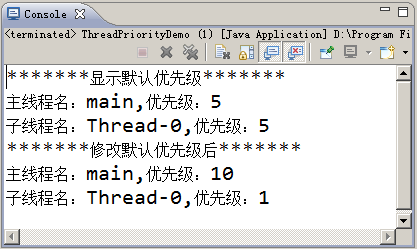 Console
<terminated> ThreadPriorityDemo (1) [Java Application] D:\Program Fi
*******显示默认优先级*******
主线程名：main,优先级：5
子线程名：Thread-0,优先级：5
*******修改默认优先级后*******
主线程名：main,优先级：10
子线程名：Thread-0,优先级：1